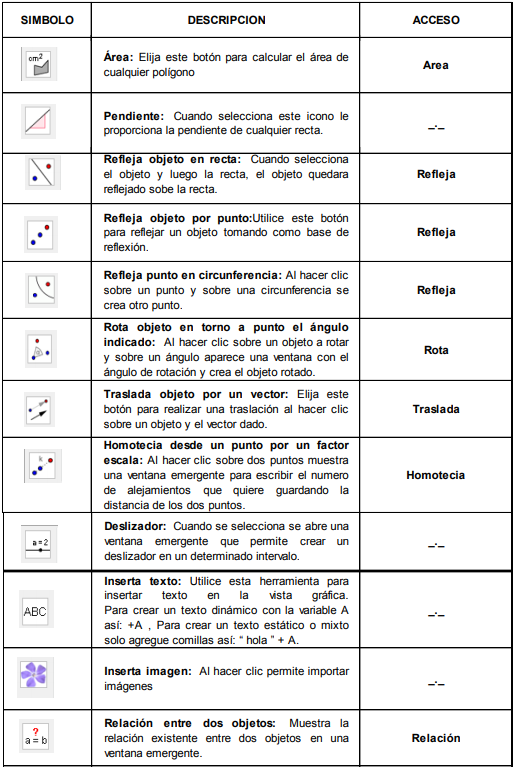 SIMBOLO DESCRIPCION ACCESO
cm²
Área: Elija este botón para calcular el área de
cualquier polígono
Area
Pendiente: Cuando selecciona este icono le
proporciona la pendiente de cualquier recta.
_._
Refleja objeto en recta: Cuando selecciona
el objeto y luego la recta, el objeto quedara
reflejado sobe la recta.
Refleja
Refleja objeto por punto:Utilice este botón
para reflejar un objeto tomando como base de
reflexión.
Refleja
Refleja punto en circunferencia: Al hacer clic
sobre un punto y sobre una circunferencia se
crea otro punto.
Refleja
Rota objeto en torno a punto el ángulo
indicado: Al hacer clic sobre un objeto a rotar
y sobre un ángulo aparece una ventana con el
ángulo de rotación y crea el objeto rotado.
Rota
Traslada objeto por un vector: Elija este
botón para realizar una traslación al hacer clic
sobre un objeto y el vector dado.
Traslada
k
Homotecia desde un punto por un factor
escala: Al hacer clic sobre dos puntos muestra
una ventana emergente para escribir el numero
de alejamientos que quiere guardando la
distancia de los dos puntos.
Homotecia
a = 2
Deslizador: Cuando se selecciona se abre una
ventana emergente que permite crear un
deslizador en un determinado intervalo.
_._
ABC
Inserta texto: Utilice esta herramienta para
insertar texto en la vista gráfica.
Para crear un texto dinámico con la variable A
así: +A , Para crear un texto estático o mixto
solo agregue comillas así: “ hola ” + A.
_._
Inserta imagen: Al hacer clic permite importar
imágenes
_._
?
a = b
Relación entre dos objetos: Muestra la
relación existente entre dos objetos en una
ventana emergente.
Relación